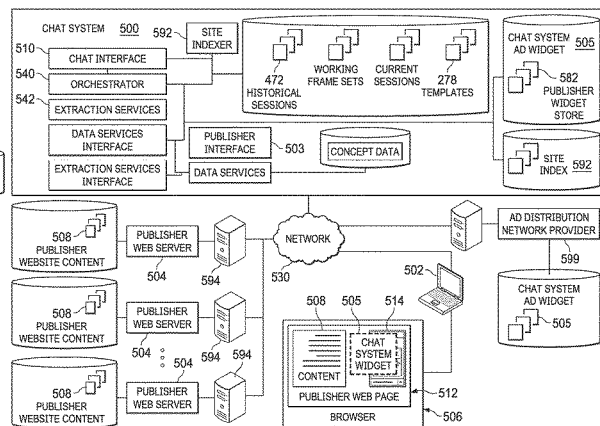 CHAT SYSTEM 500
510
CHAT INTERFACE
540
ORCHESTRATOR
542
EXTRACTION SERVICES
DATA SERVICES
INTERFACE
EXTRACTION SERVICES
INTERFACE
592
SITE
INDEXER
PUBLISHER
INTERFACE
503
DATA SERVICES
CONCEPT DATA
472
HISTORICAL
SESSIONS
WORKING
FRAME SETS
CURRENT
SESSIONS
278
TEMPLATES
CHAT SYSTEM
AD WIDGET
505
582
PUBLISHER
WIDGET
STORE
SITE
INDEX 592
508
PUBLISHER
WEBSITE CONTENT
PUBLISHER
WEB SERVER
504
594
508
PUBLISHER
WEBSITE CONTENT
PUBLISHER
WEB SERVER
504
594
508
PUBLISHER
WEBSITE CONTENT
504
PUBLISHER
WEB SERVER
594
NETWORK
530
502
AD DISTRIBUTION
NETWORK PROVIDER
599
CHAT SYSTEM
AD WIDGET
505
508
505
514
CONTENT
CHAT
SYSTEM
WIDGET
PUBLISHER WEB PAGE
512
BROWSER
506